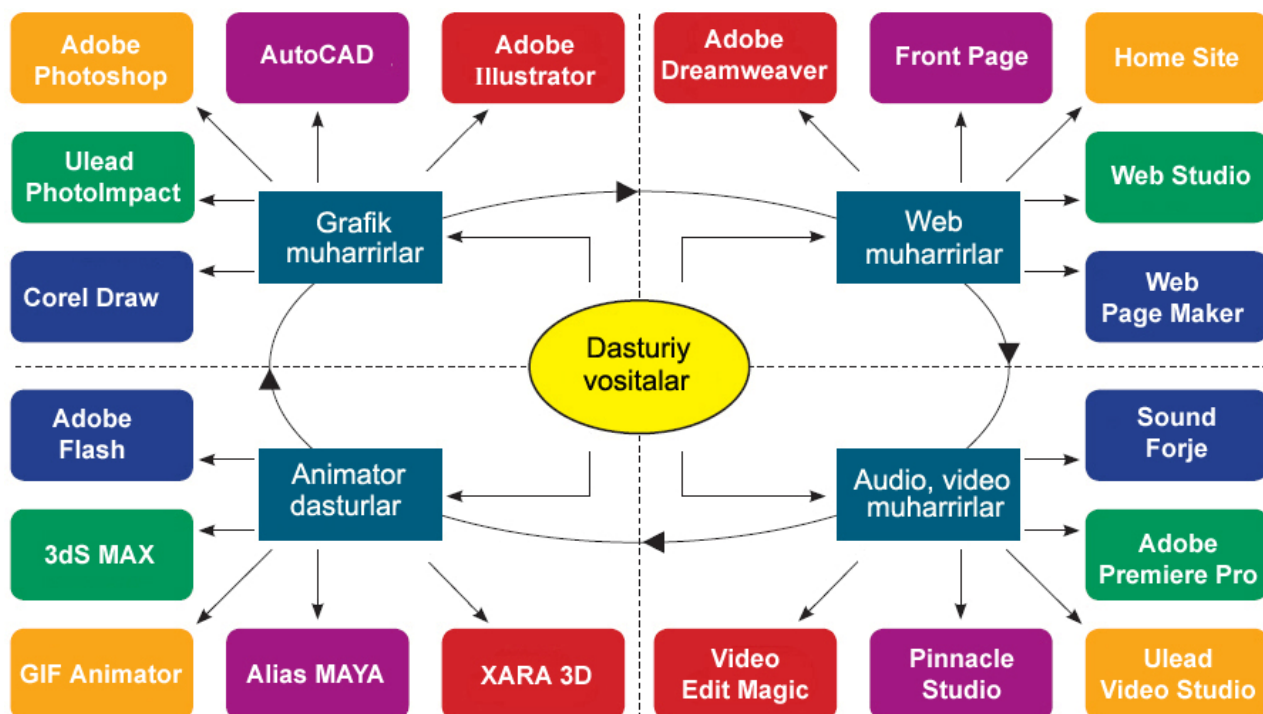 Adobe
Photoshop
AutoCAD
Adobe
Illustrator
Adobe
Dreamweaver
Front Page
Home Site
Ulead
PhotoImpact
Web Studio
Grafik
muharrirlar
Web
muharrirlar
Corel Draw
Web
Page Maker
Dasturiy
vositalar
Adobe
Flash
Sound
Forje
Animator
dasturlar
Audio, video
muharrirlar
3dS MAX
Adobe
Premiere Pro
GIF Animator
Alias MAYA
XARA 3D
Video
Edit Magic
Pinnacle
Studio
Ulead
Video Studio